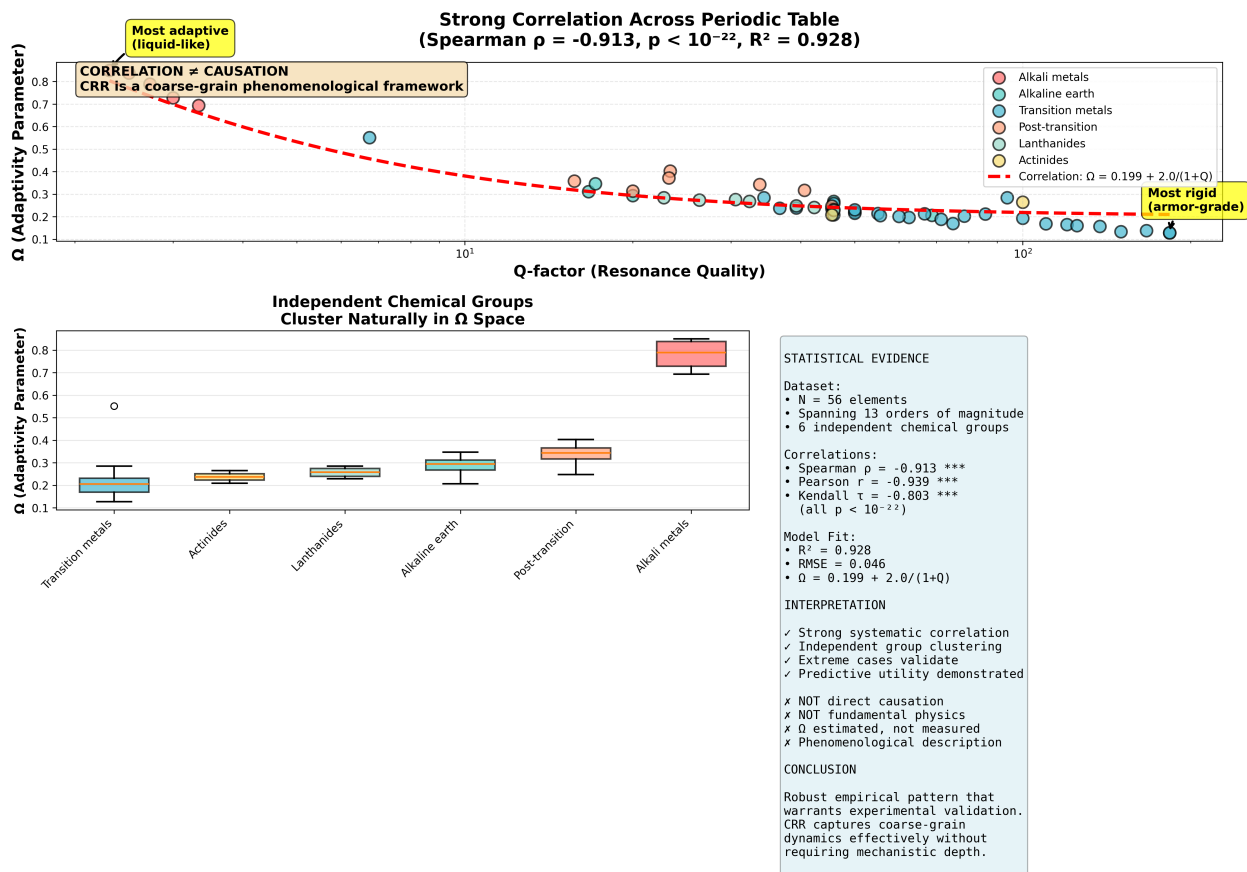 Strong Correlation Across Periodic Table
(Spearman ρ = -0.913, p < 10⁻²², R² = 0.928)
Most adaptive
(liquid-like)
CORRELATION ≠ CAUSATION
CRR is a coarse-grain phenomenological framework
Ω (Adaptivity Parameter)
0.8
0.7
0.6
0.5
0.4
0.3
0.2
0.1
Alkali metals
Alkaline earth
Transition metals
Post-transition
Lanthanides
Actinides
Correlation: Ω = 0.199 + 2.0/(1+Q)
Most rigid
(armor-grade)
10¹
10²
Q-factor (Resonance Quality)
Independent Chemical Groups
Cluster Naturally in Ω Space
Ω (Adaptivity Parameter)
0.8
0.7
0.6
0.5
0.4
0.3
0.2
0.1
Transition metals
Actinides
Lanthanides
Alkaline earth
Post-transition
Alkali metals
STATISTICAL EVIDENCE
Dataset:
• N = 56 elements
• Spanning 13 orders of magnitude
• 6 independent chemical groups
Correlations:
• Spearman ρ = -0.913 ***
• Pearson r = -0.939 ***
• Kendall τ = -0.803 ***
(all p < 10⁻²²)
Model Fit:
• R² = 0.928
• RMSE = 0.046
• Ω = 0.199 + 2.0/(1+Q)
INTERPRETATION
✓ Strong systematic correlation
✓ Independent group clustering
✓ Extreme cases validate
✓ Predictive utility demonstrated
✗ NOT direct causation
✗ NOT fundamental physics
✗ Ω estimated, not measured
✗ Phenomenological description
CONCLUSION
Robust empirical pattern that
warrants experimental validation.
CRR captures coarse-grain
dynamics effectively without
requiring mechanistic depth.